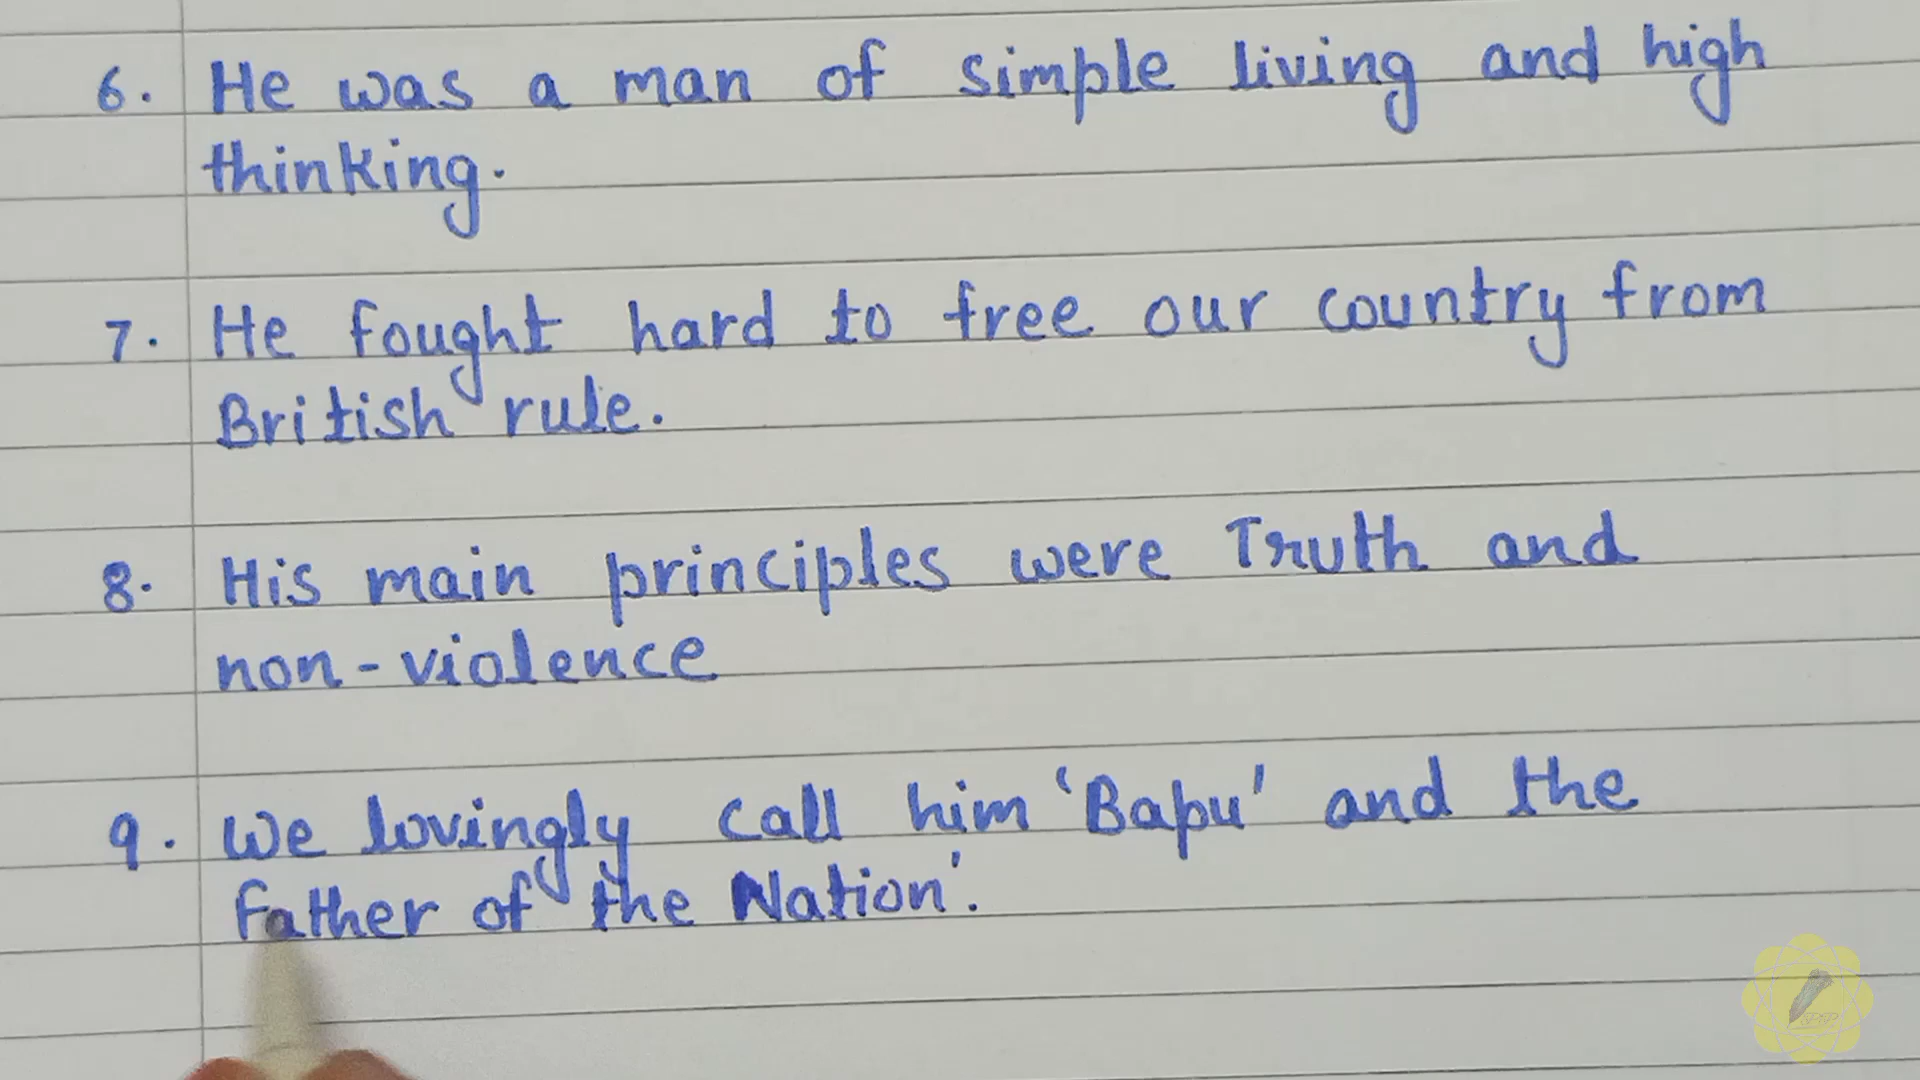 6. He was a man of simple living and high
thinking.
7. He fought hard to free our country from
British rule.
8. His main principles were Truth and
non-violence
9. We lovingly call him 'Bapu' and the
Father of the Nation'.